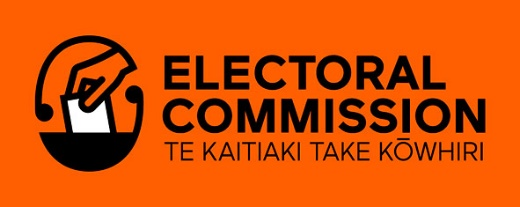 ELECTORAL
COMMISSION
TE KAITIAKI TAKE KŌWHIRI